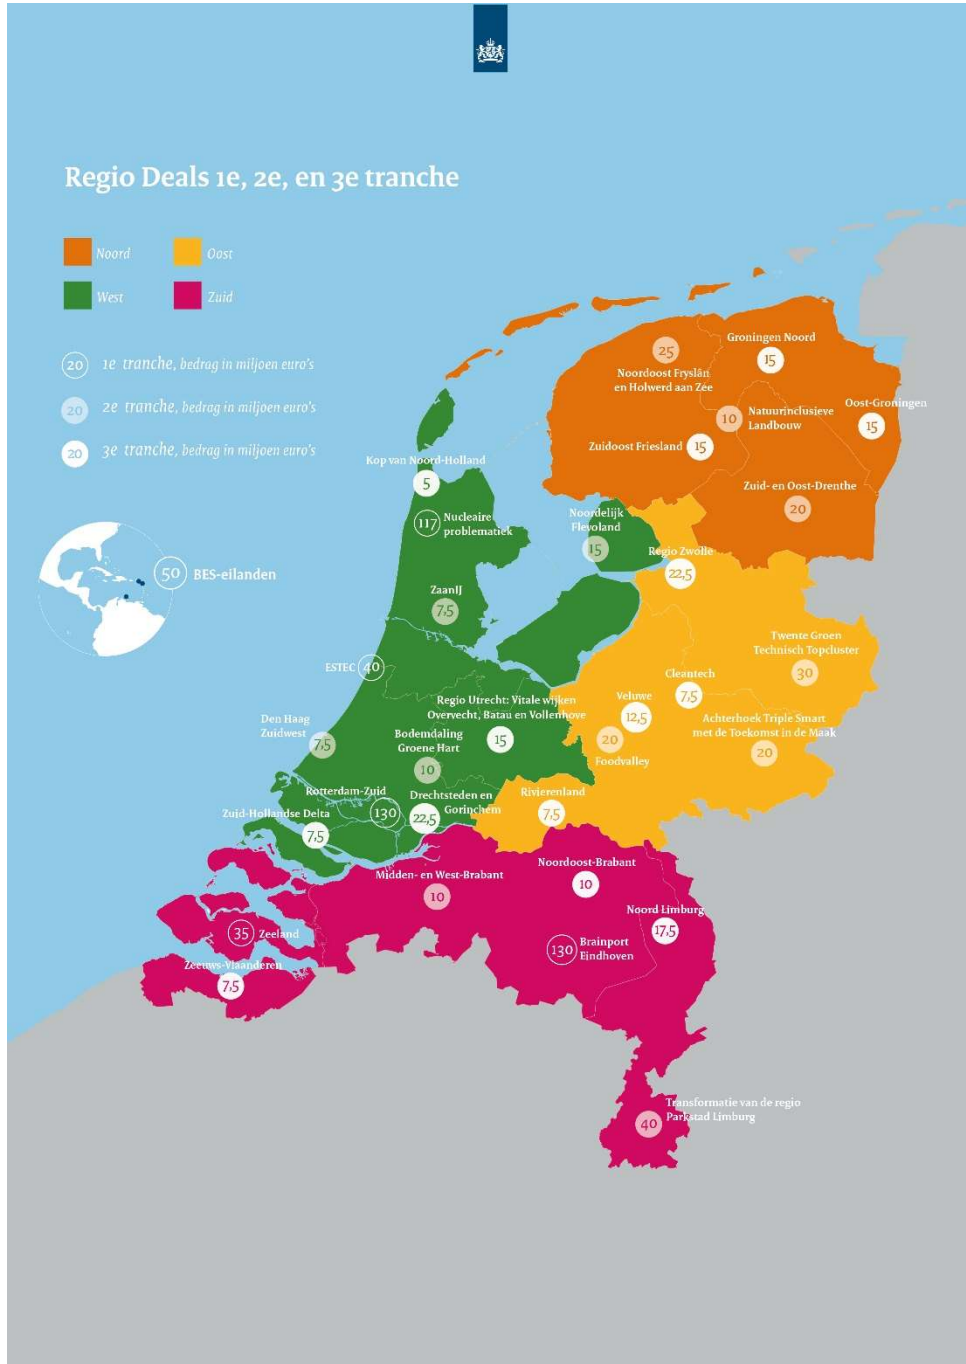 Regio Deals 1e, 2e, en 3e tranche
Noord
Oost
West
Zuid
20 1e tranche, bedrag in miljoen euro's
20 2e tranche, bedrag in miljoen euro's
20 3e tranche, bedrag in miljoen euro's
50 BES-eilanden
25
Noordoost Fryslân
en Holwerd aan Zee
Groningen Noord
15
10 Natuurinclusieve
Landbouw
Oost-Groningen
15
Zuidoost Friesland 15
Zuid- en Oost-Drenthe
20
Kop van Noord-Holland
5
117 Nucleaire
problematiek
Noordelijk
Flevoland
15
Regio Zwolle
22,5
ZaanIJ
7,5
Twente Groen
Technisch Topcluster
30
ESTEC 40
Cleantech
7,5
Veluwe
12,5
Regio Utrecht: Vitale wijken
Overvecht, Batau en Vollenhove
15
Achterhoek Triple Smart
met de Toekomst in de Maak
20
Den Haag
Zuidwest
7,5
Bodemdaling
Groene Hart
10
20
Foodvalley
Rotterdam-Zuid
130
Drechtsteden en
Gorinchem
22,5
Rivierenland
7,5
Zuid-Hollandse Delta
7,5
Midden- en West-Brabant
10
Noordoost-Brabant
10
Noord Limburg
17,5
35 Zeeland
130 Brainport
Eindhoven
Zeeuws-Vlaanderen
7,5
Transformatie van de regio
Parkstad Limburg
40